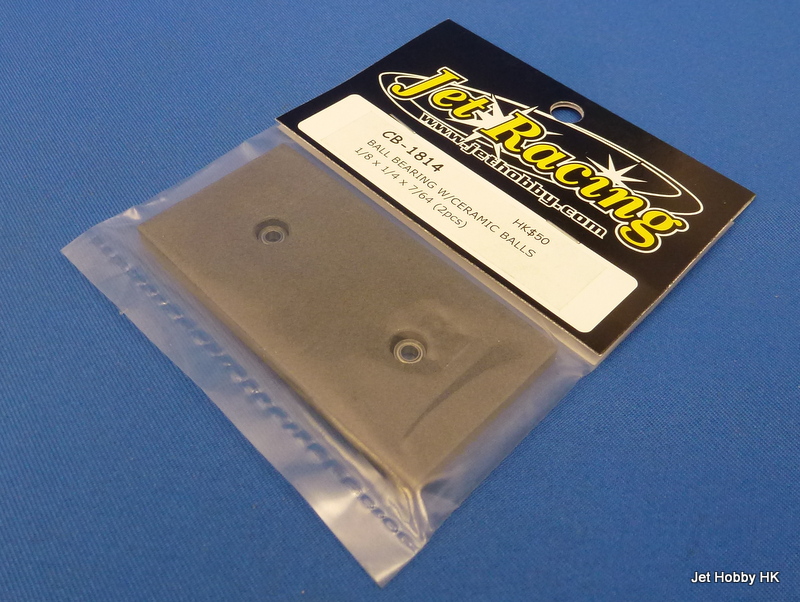 Jet Racing
www.jethobby.com
CB-1814
HK$50
BALL BEARING W/CERAMIC BALLS
1/8 x 1/4 x 7/64 (2pcs)
Jet Hobby HK